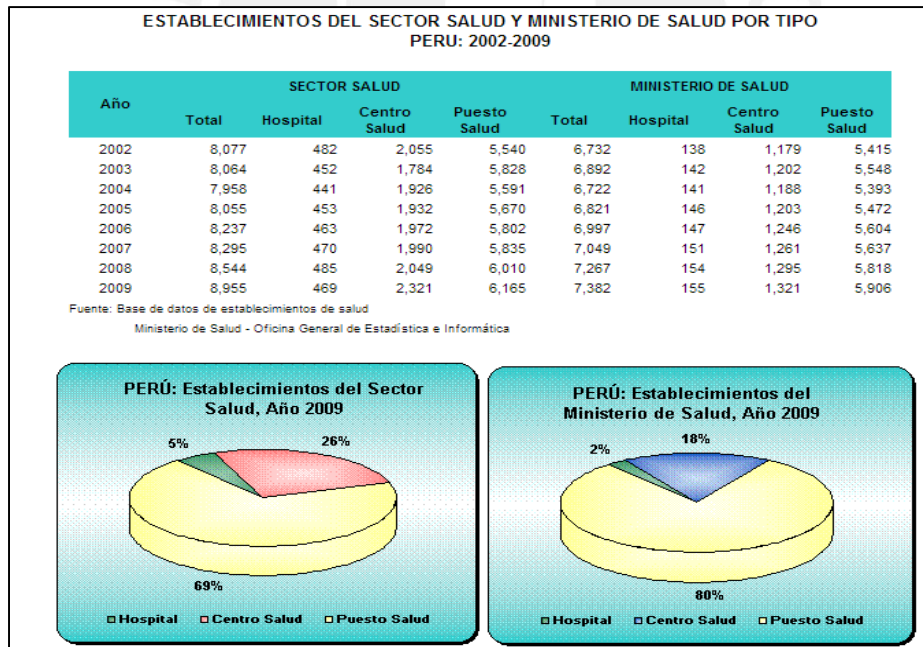 ESTABLECIMIENTOS DEL SECTOR SALUD Y MINISTERIO DE SALUD POR TIPO
PERU: 2002-2009
Año SECTOR SALUD MINISTERIO DE SALUD
Total Hospital Centro Salud Puesto Salud Total Hospital Centro Salud Puesto Salud
2002 8,077 482 2,055 5,540 6,732 138 1,179 5,415
2003 8,064 452 1,784 5,828 6,892 142 1,202 5,548
2004 7,958 441 1,926 5,591 6,722 141 1,188 5,393
2005 8,055 453 1,932 5,670 6,821 146 1,203 5,472
2006 8,237 463 1,972 5,802 6,997 147 1,246 5,604
2007 8,295 470 1,990 5,835 7,049 151 1,261 5,637
2008 8,544 485 2,049 6,010 7,267 154 1,295 5,818
2009 8,955 469 2,321 6,165 7,382 155 1,321 5,906
Fuente: Base de datos de establecimientos de salud
Ministerio de Salud - Oficina General de Estadística e Informática
PERÚ: Establecimientos del Sector
Salud, Año 2009
5% 26%
69%
Hospital Centro Salud Puesto Salud
PERÚ: Establecimientos del
Ministerio de Salud, Año 2009
2% 18%
80%
Hospital Centro Salud Puesto Salud